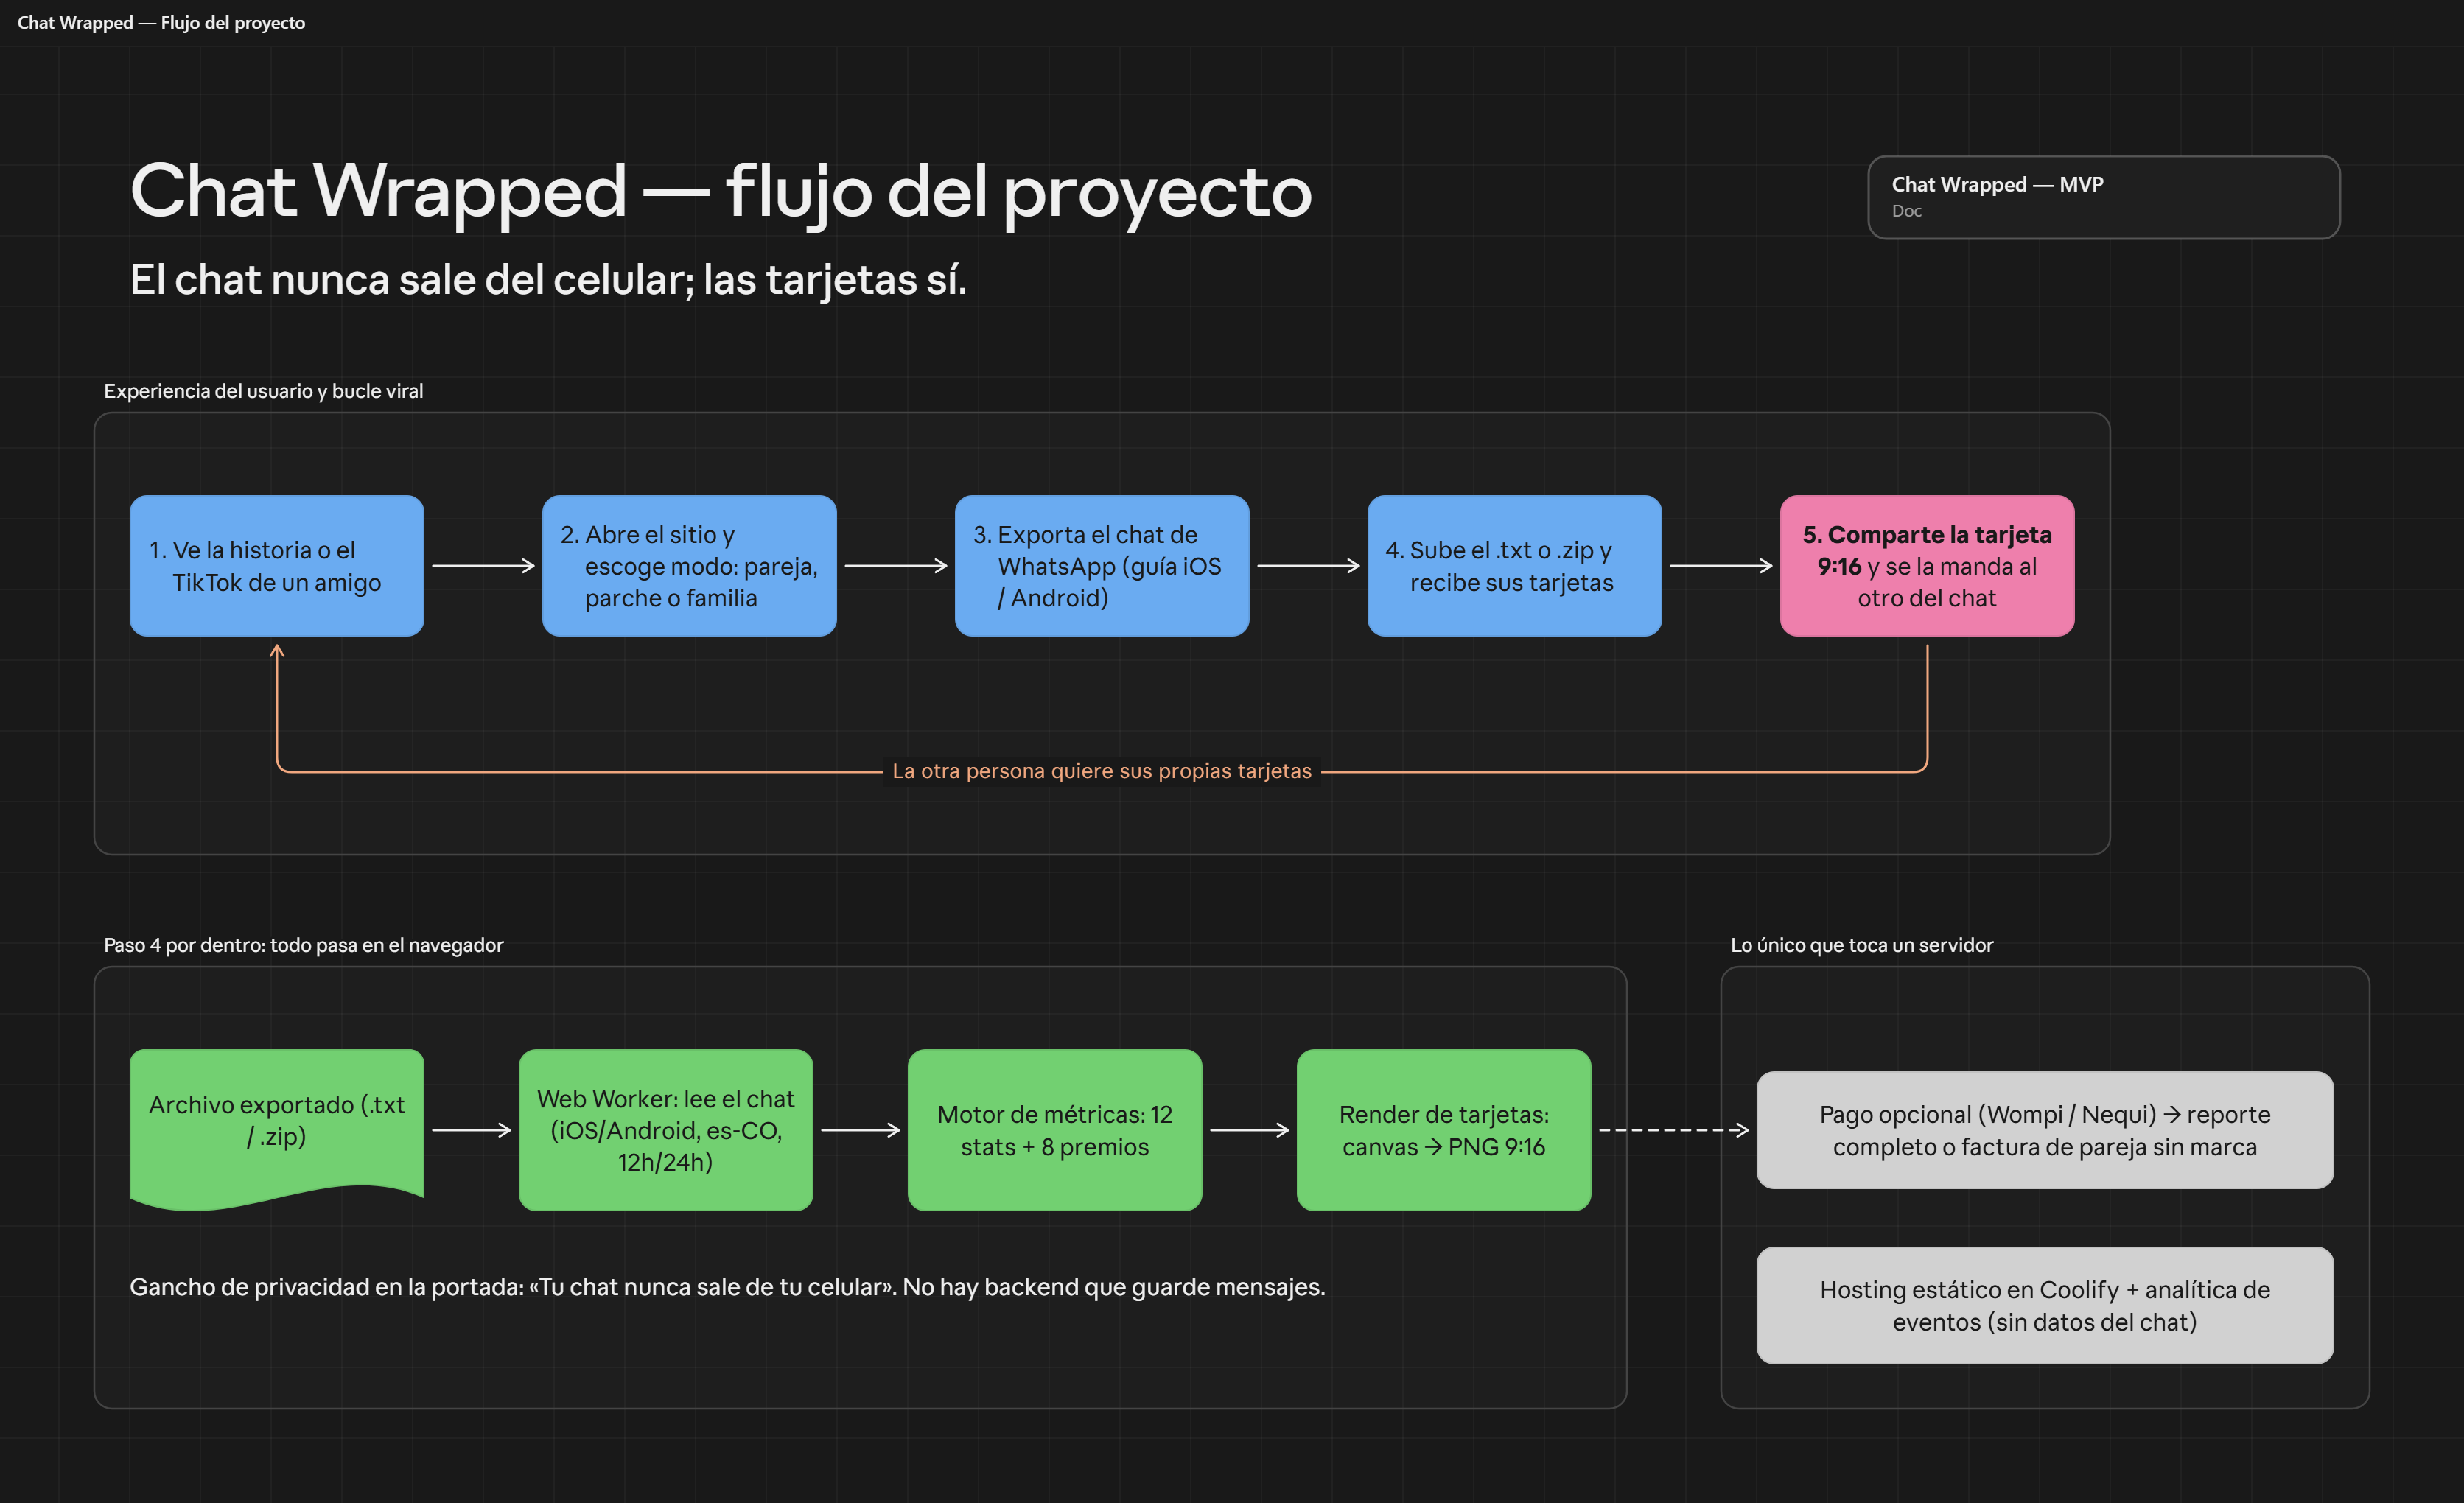 Chat Wrapped — Flujo del proyecto
Chat Wrapped — flujo del proyecto
El chat nunca sale del celular; las tarjetas sí.
Chat Wrapped — MVP
Doc
Experiencia del usuario y bucle viral
1. Ve la historia o el
TikTok de un amigo
2. Abre el sitio y
escoge modo: pareja,
parche o familia
3. Exporta el chat de
WhatsApp (guía iOS
/ Android)
4. Sube el .txt o .zip y
recibe sus tarjetas
5. Comparte la tarjeta
9:16 y se la manda al
otro del chat
La otra persona quiere sus propias tarjetas
Paso 4 por dentro: todo pasa en el navegador
Archivo exportado (.txt
/ .zip)
Web Worker: lee el chat
(iOS/Android, es-CO,
12h/24h)
Motor de métricas: 12
stats + 8 premios
Render de tarjetas:
canvas → PNG 9:16
Gancho de privacidad en la portada: «Tu chat nunca sale de tu celular». No hay backend que guarde mensajes.
Lo único que toca un servidor
Pago opcional (Wompi / Nequi) → reporte
completo o factura de pareja sin marca
Hosting estático en Coolify + analítica de
eventos (sin datos del chat)